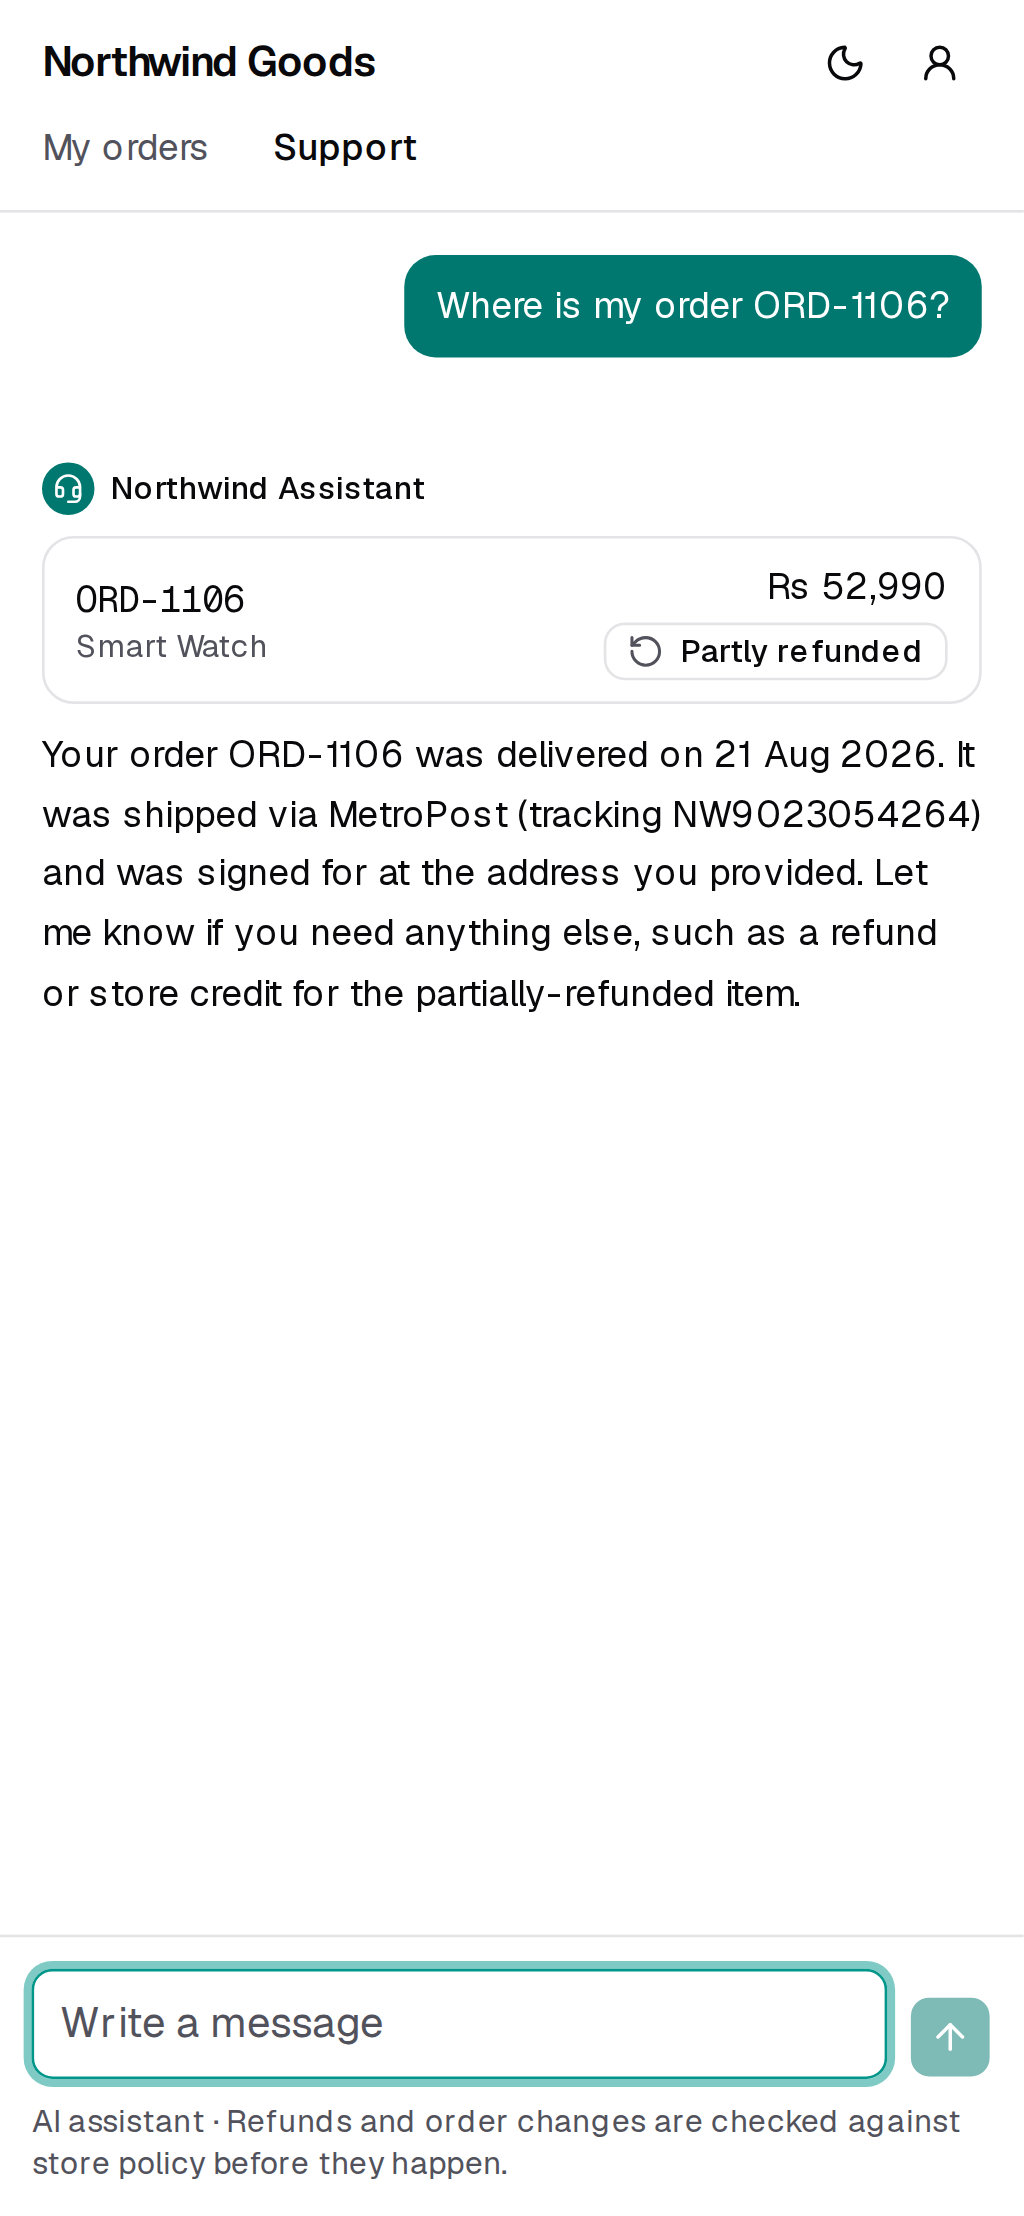 Northwind Goods
My orders Support
Where is my order ORD-1106?
Northwind Assistant
ORD-1106
Smart Watch
Rs 52,990
Partly refunded
Your order ORD-1106 was delivered on 21 Aug 2026. It
was shipped via MetroPost (tracking NW9023054264)
and was signed for at the address you provided. Let
me know if you need anything else, such as a refund
or store credit for the partially-refunded item.
Write a message
AI assistant · Refunds and order changes are checked against
store policy before they happen.